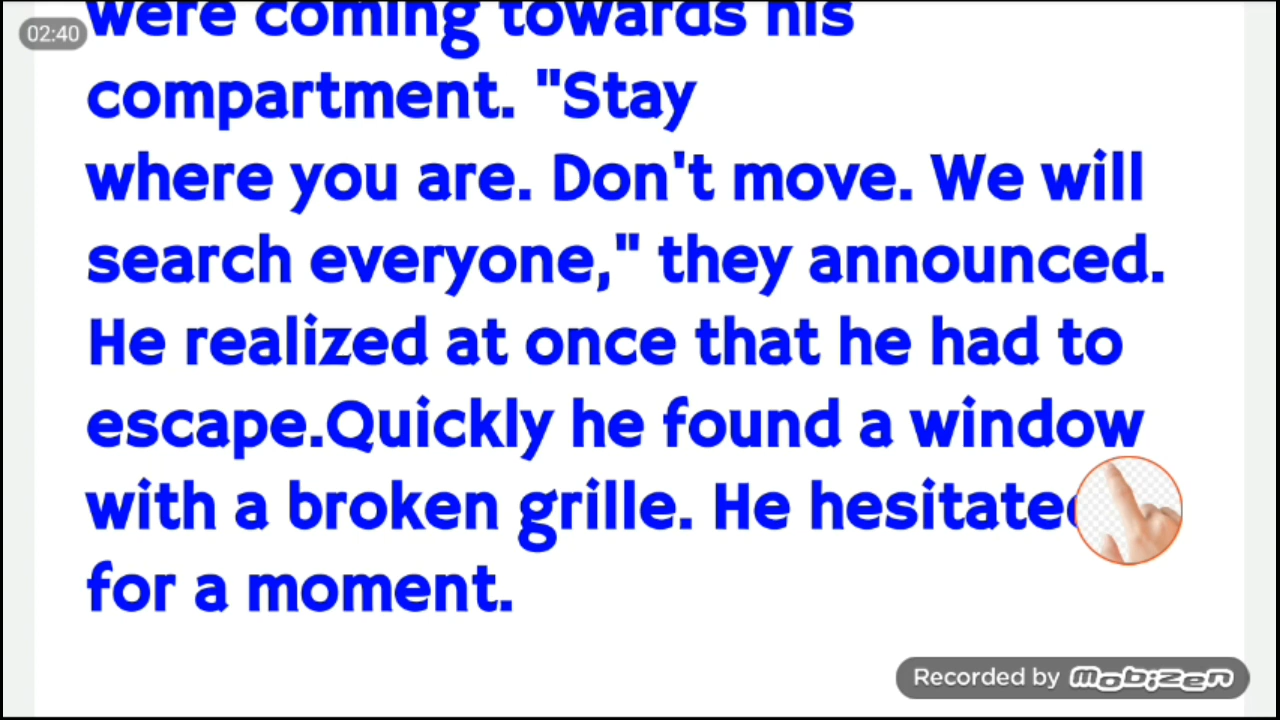 02:40
were coming towards his
compartment. "Stay
where you are. Don't move. We will
search everyone," they announced.
He realized at once that he had to
escape.Quickly he found a window
with a broken grille. He hesitated
for a moment.
Recorded by mobizen